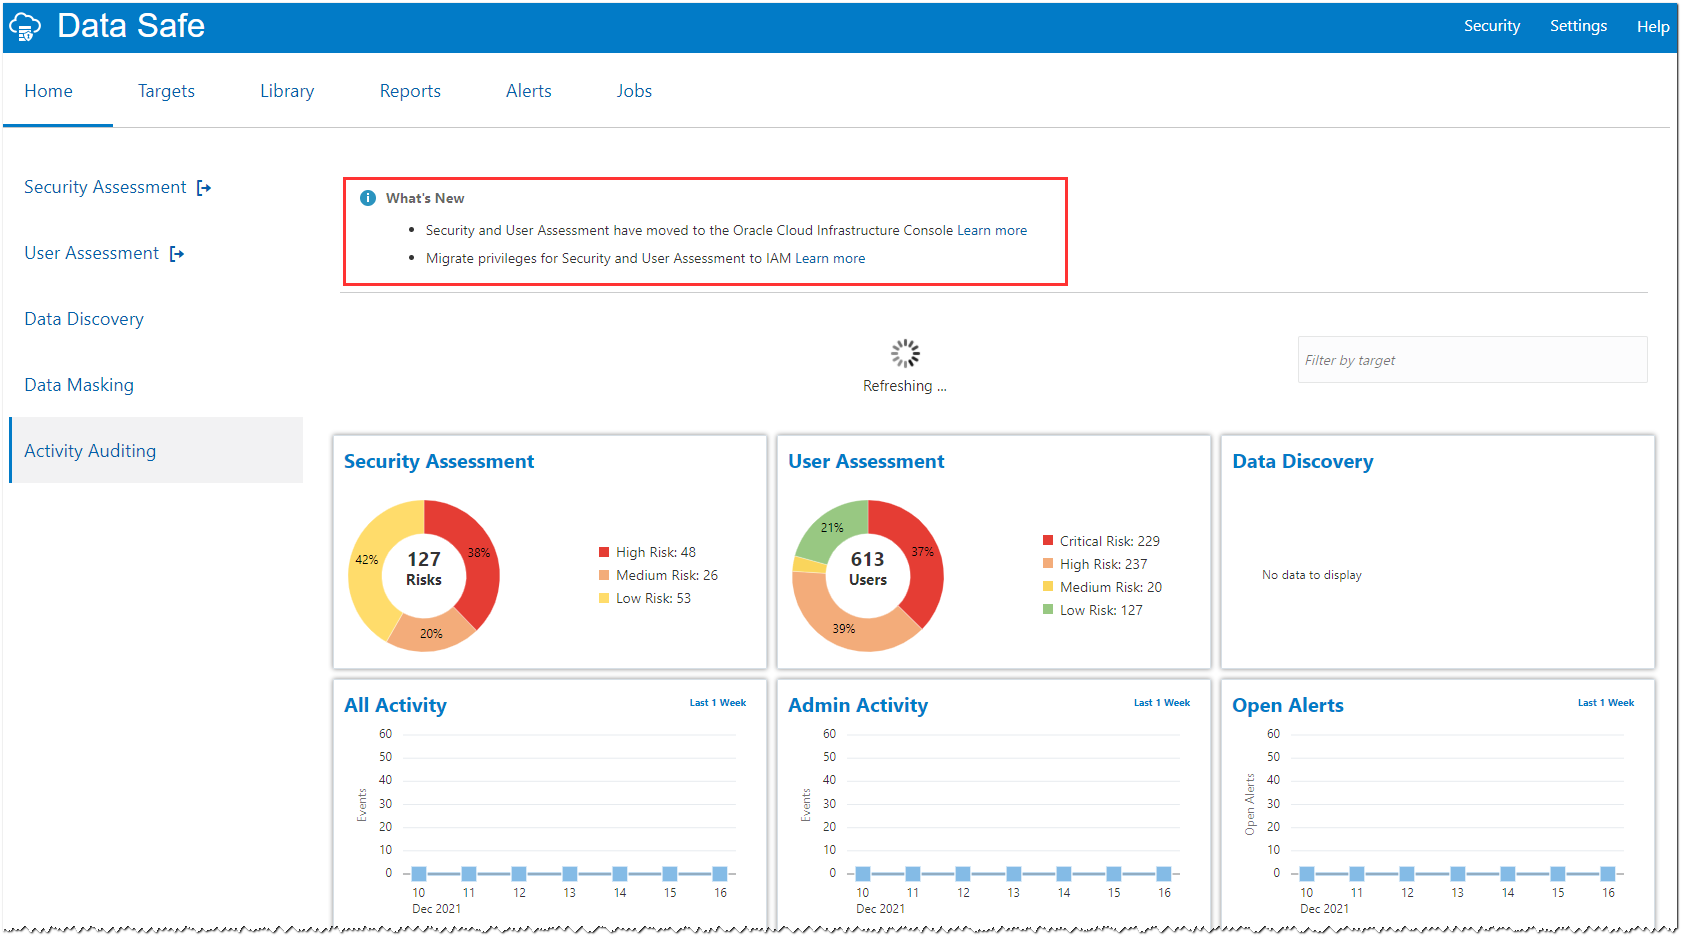 Data Safe
Security Settings Help
Home Targets Library Reports Alerts Jobs
Security Assessment
User Assessment
Data Discovery
Data Masking
Activity Auditing
i What's New
• Security and User Assessment have moved to the Oracle Cloud Infrastructure Console Learn more
• Migrate privileges for Security and User Assessment to IAM Learn more
Refreshing ...
Filter by target
Security Assessment
42%
127
Risks
38%
20%
High Risk: 48
Medium Risk: 26
Low Risk: 53
User Assessment
21%
613
Users
37%
39%
Critical Risk: 229
High Risk: 237
Medium Risk: 20
Low Risk: 127
Data Discovery
No data to display
All Activity
Last 1 Week
60
50
40
30
20
10
0
Events
10 11 12 13 14 15 16
Dec 2021
Admin Activity
Last 1 Week
60
50
40
30
20
10
0
Events
10 11 12 13 14 15 16
Dec 2021
Open Alerts
Last 1 Week
60
50
40
30
20
10
0
Open Alerts
10 11 12 13 14 15 16
Dec 2021